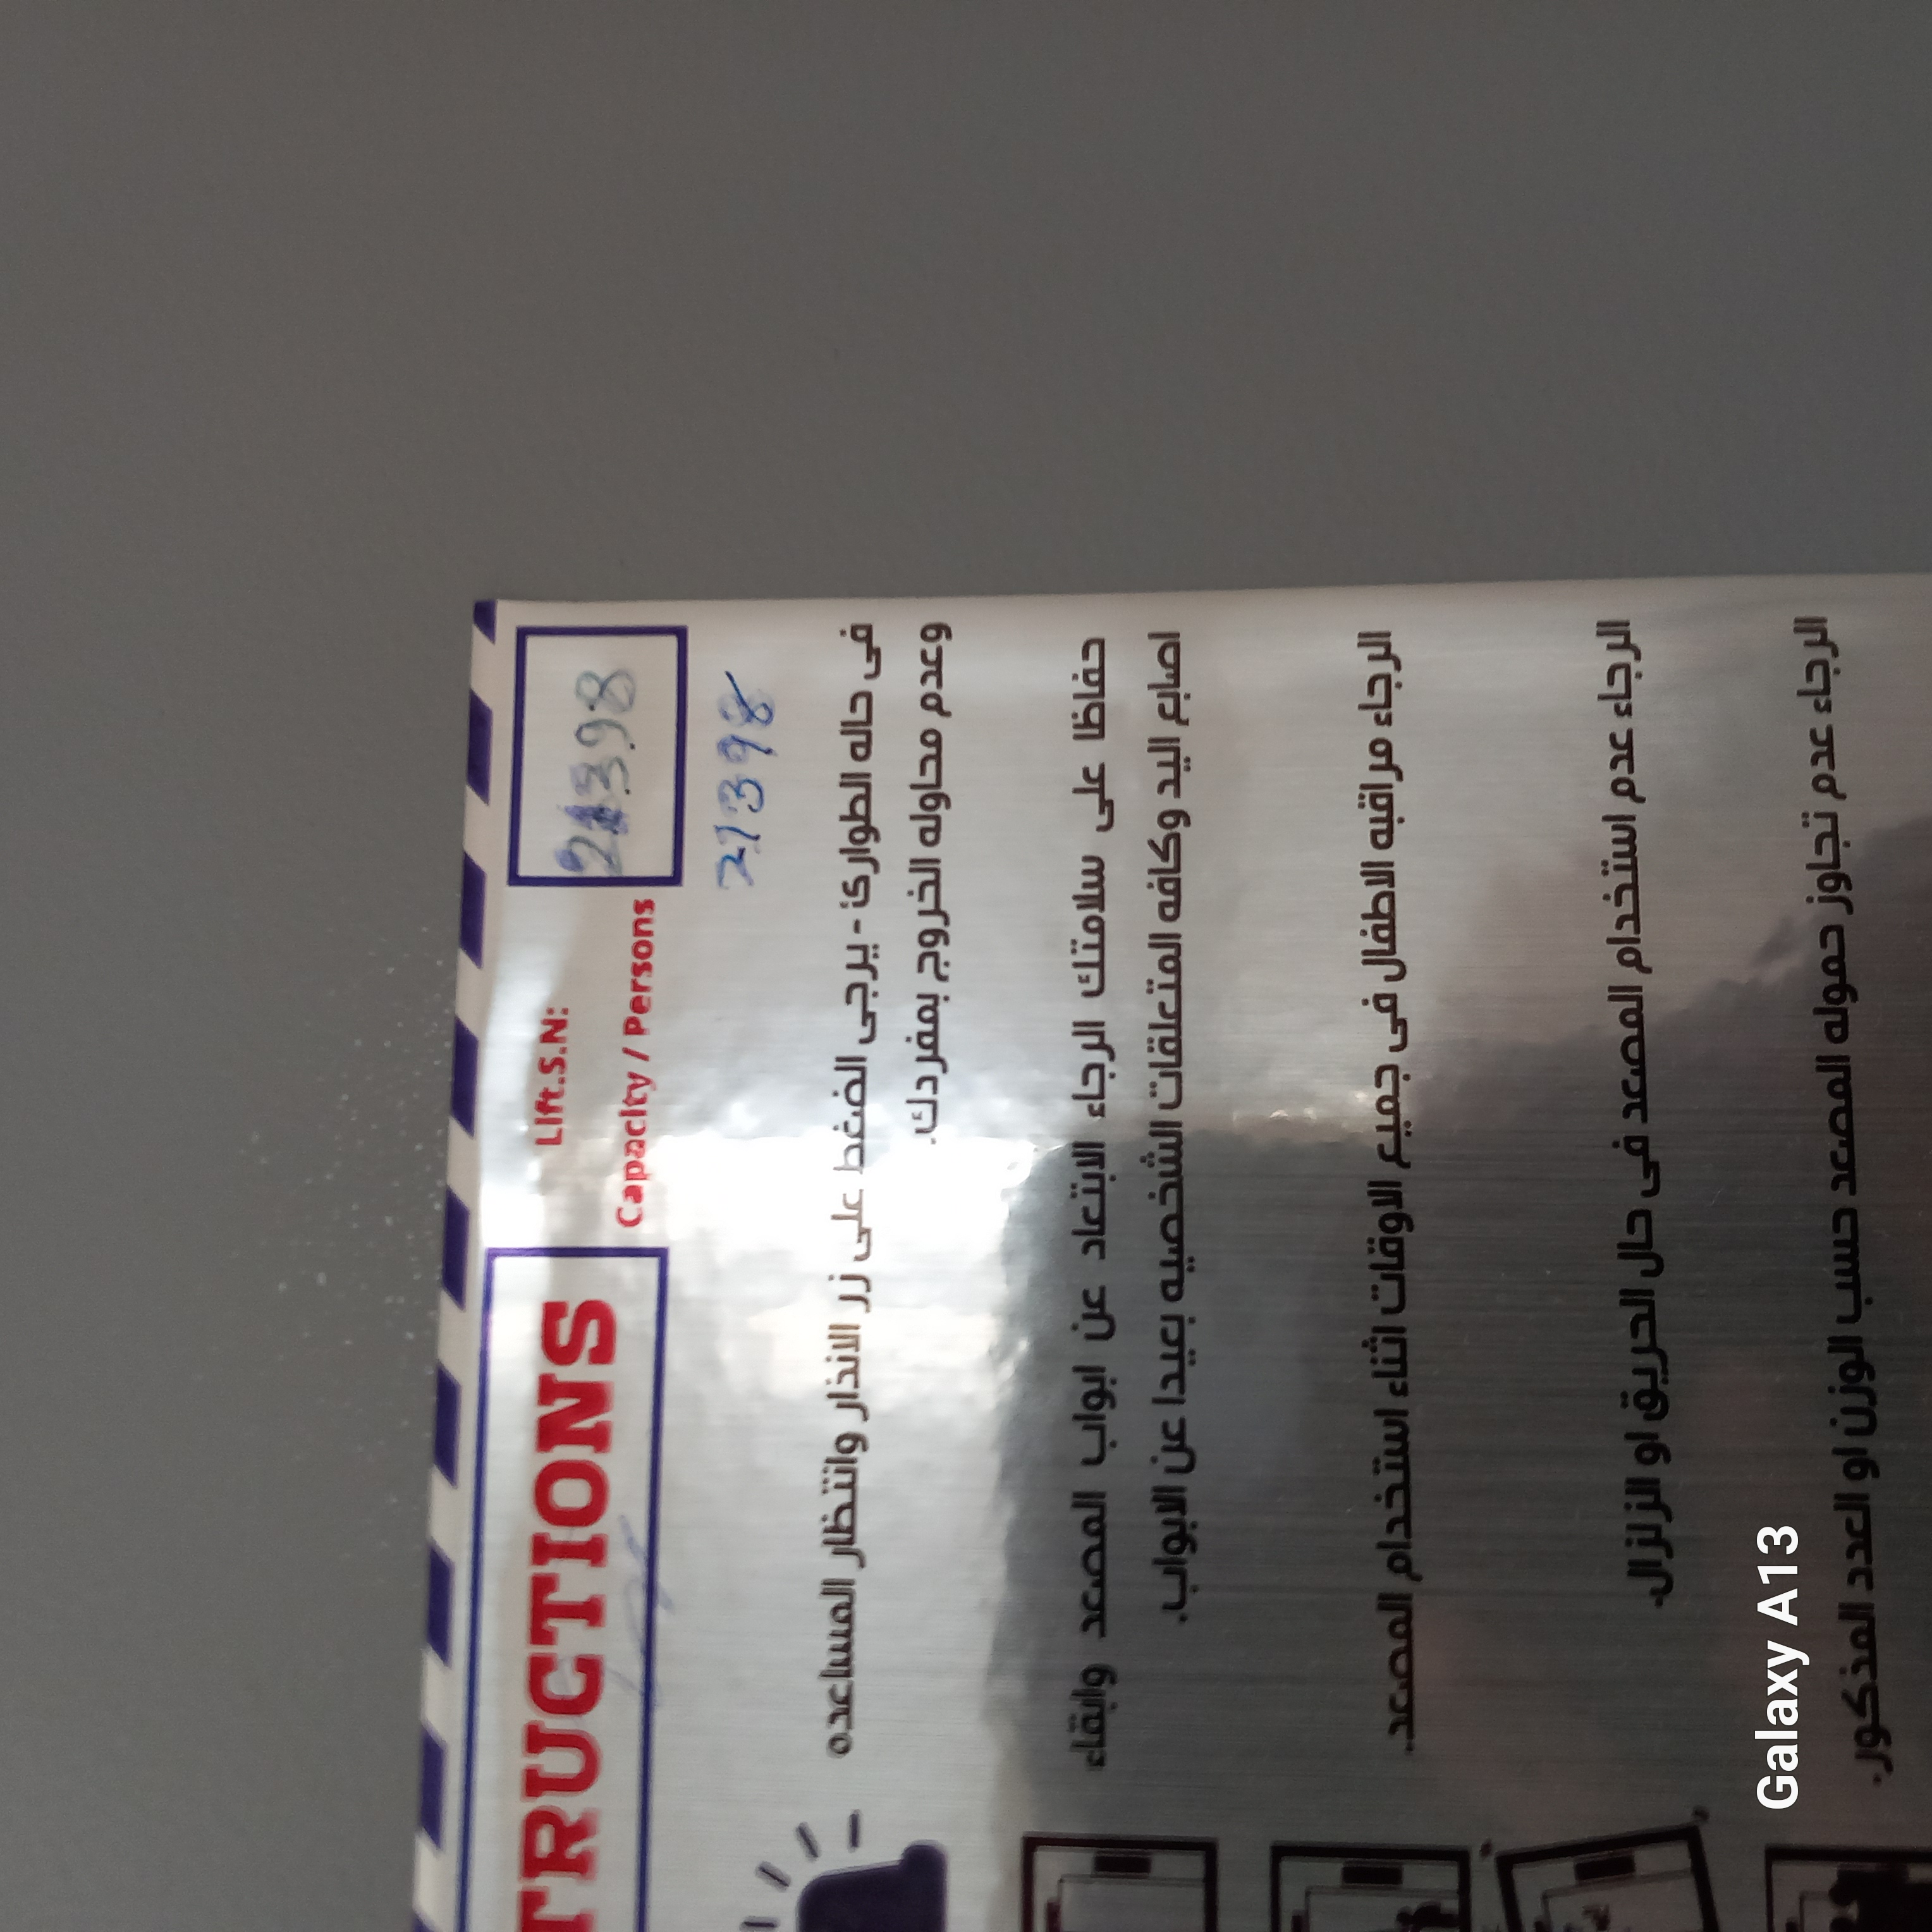 TRUCTIONS
Lift.S.N:
Capacity / Persons
21398
في حاله الطوارئ - يرجى الضغط على زر الانذار وانتظار المساعده
وعدم محاوله الخروج بمفردك.
حفاظا على سلامتك الرجاء الابتعاد عن ابواب المصعد وابقاء
اصابع اليد وكافه المتعلقات الشخصيه بعيدا عن الابواب.
الرجاء مراقبه الاطفال في جميع الاوقات اثناء استخدام المصعد.
الرجاء عدم استخدام المصعد في حال الحريق او الزلزال.
الرجاء عدم تجاوز حموله المصعد حسب الوزن او العدد المذكور.
Galaxy A13